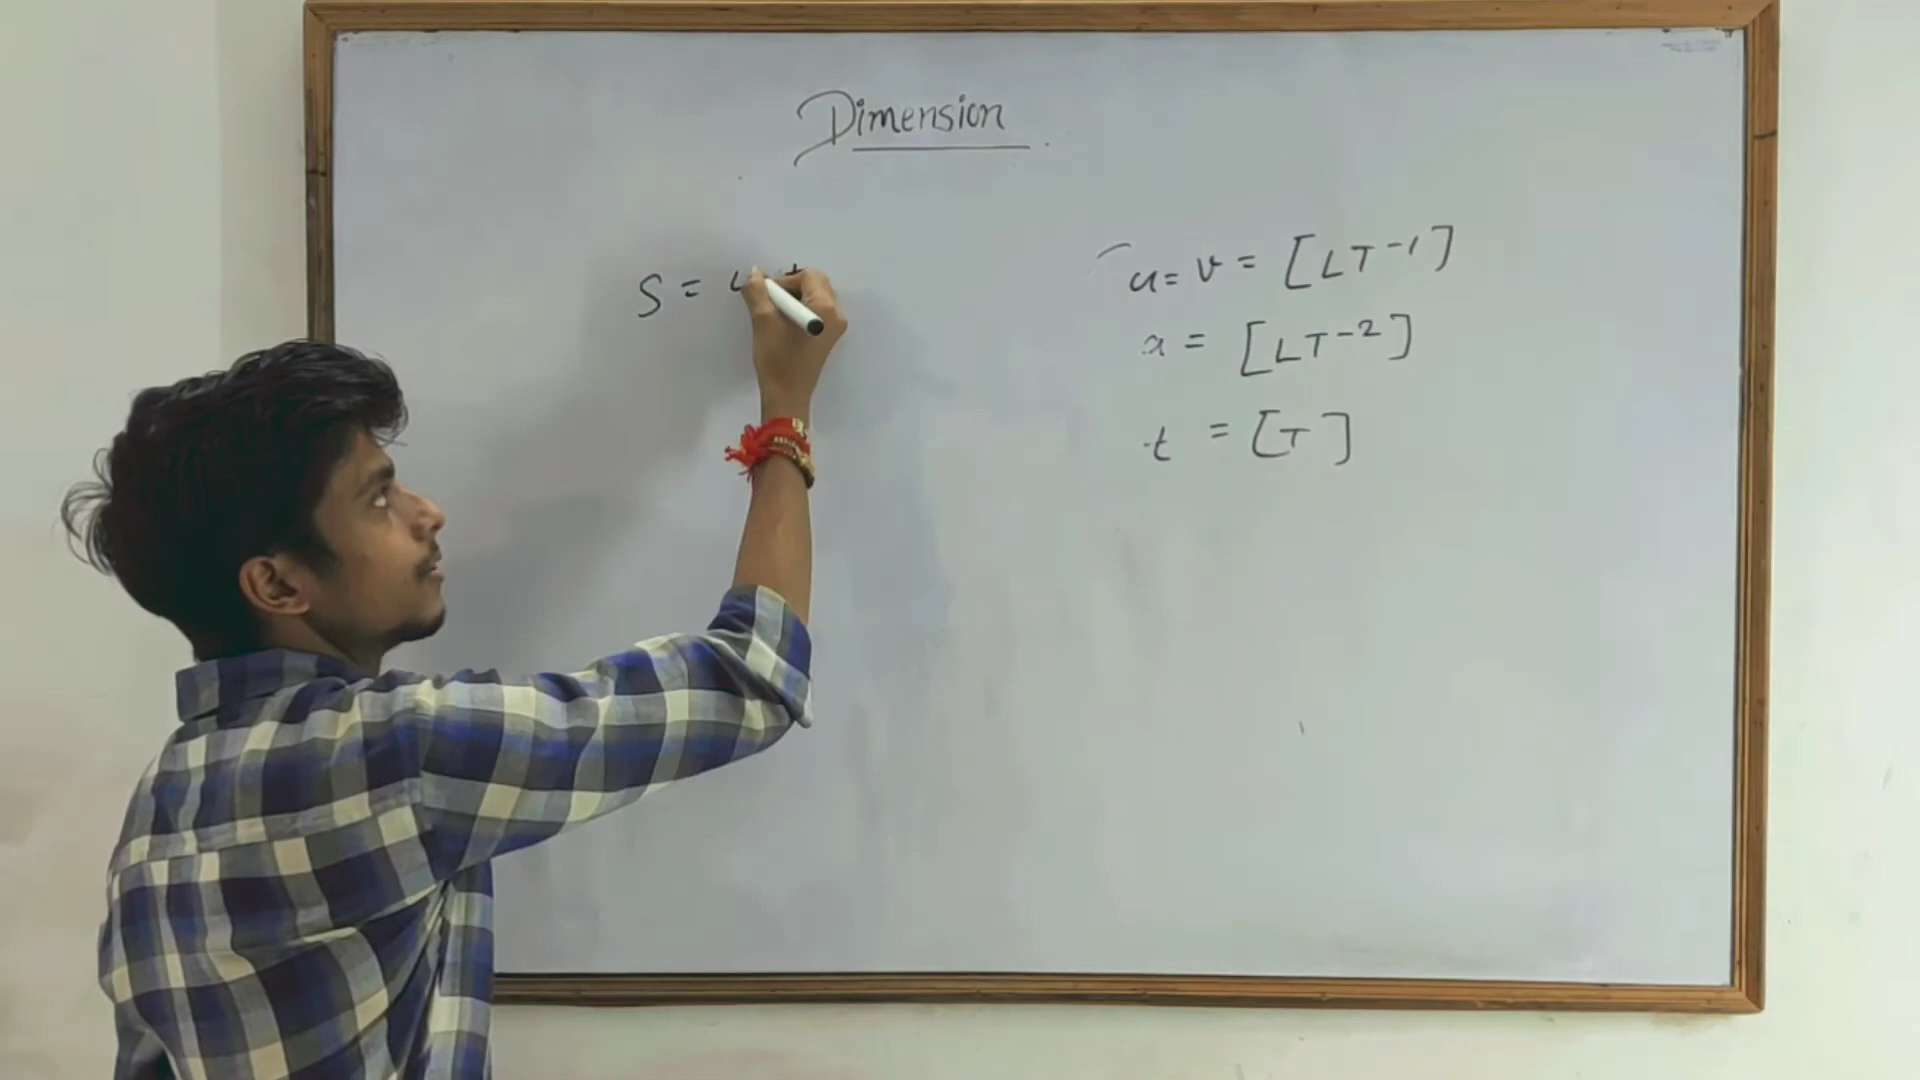 Dimension
S = u t
u = v = [LT⁻¹]
a = [LT⁻²]
t = [T]